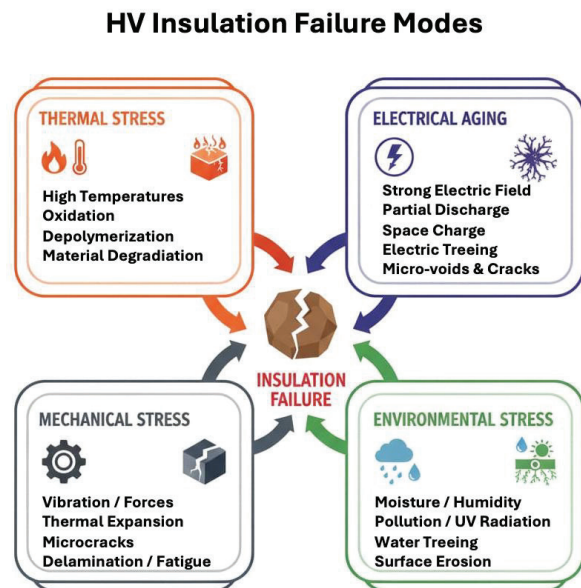 HV Insulation Failure Modes
THERMAL STRESS
High Temperatures
Oxidation
Depolymerization
Material Degradation
ELECTRICAL AGING
Strong Electric Field
Partial Discharge
Space Charge
Electric Treeing
Micro-voids & Cracks
INSULATION
FAILURE
MECHANICAL STRESS
Vibration / Forces
Thermal Expansion
Microcracks
Delamination / Fatigue
ENVIRONMENTAL STRESS
Moisture / Humidity
Pollution / UV Radiation
Water Treeing
Surface Erosion